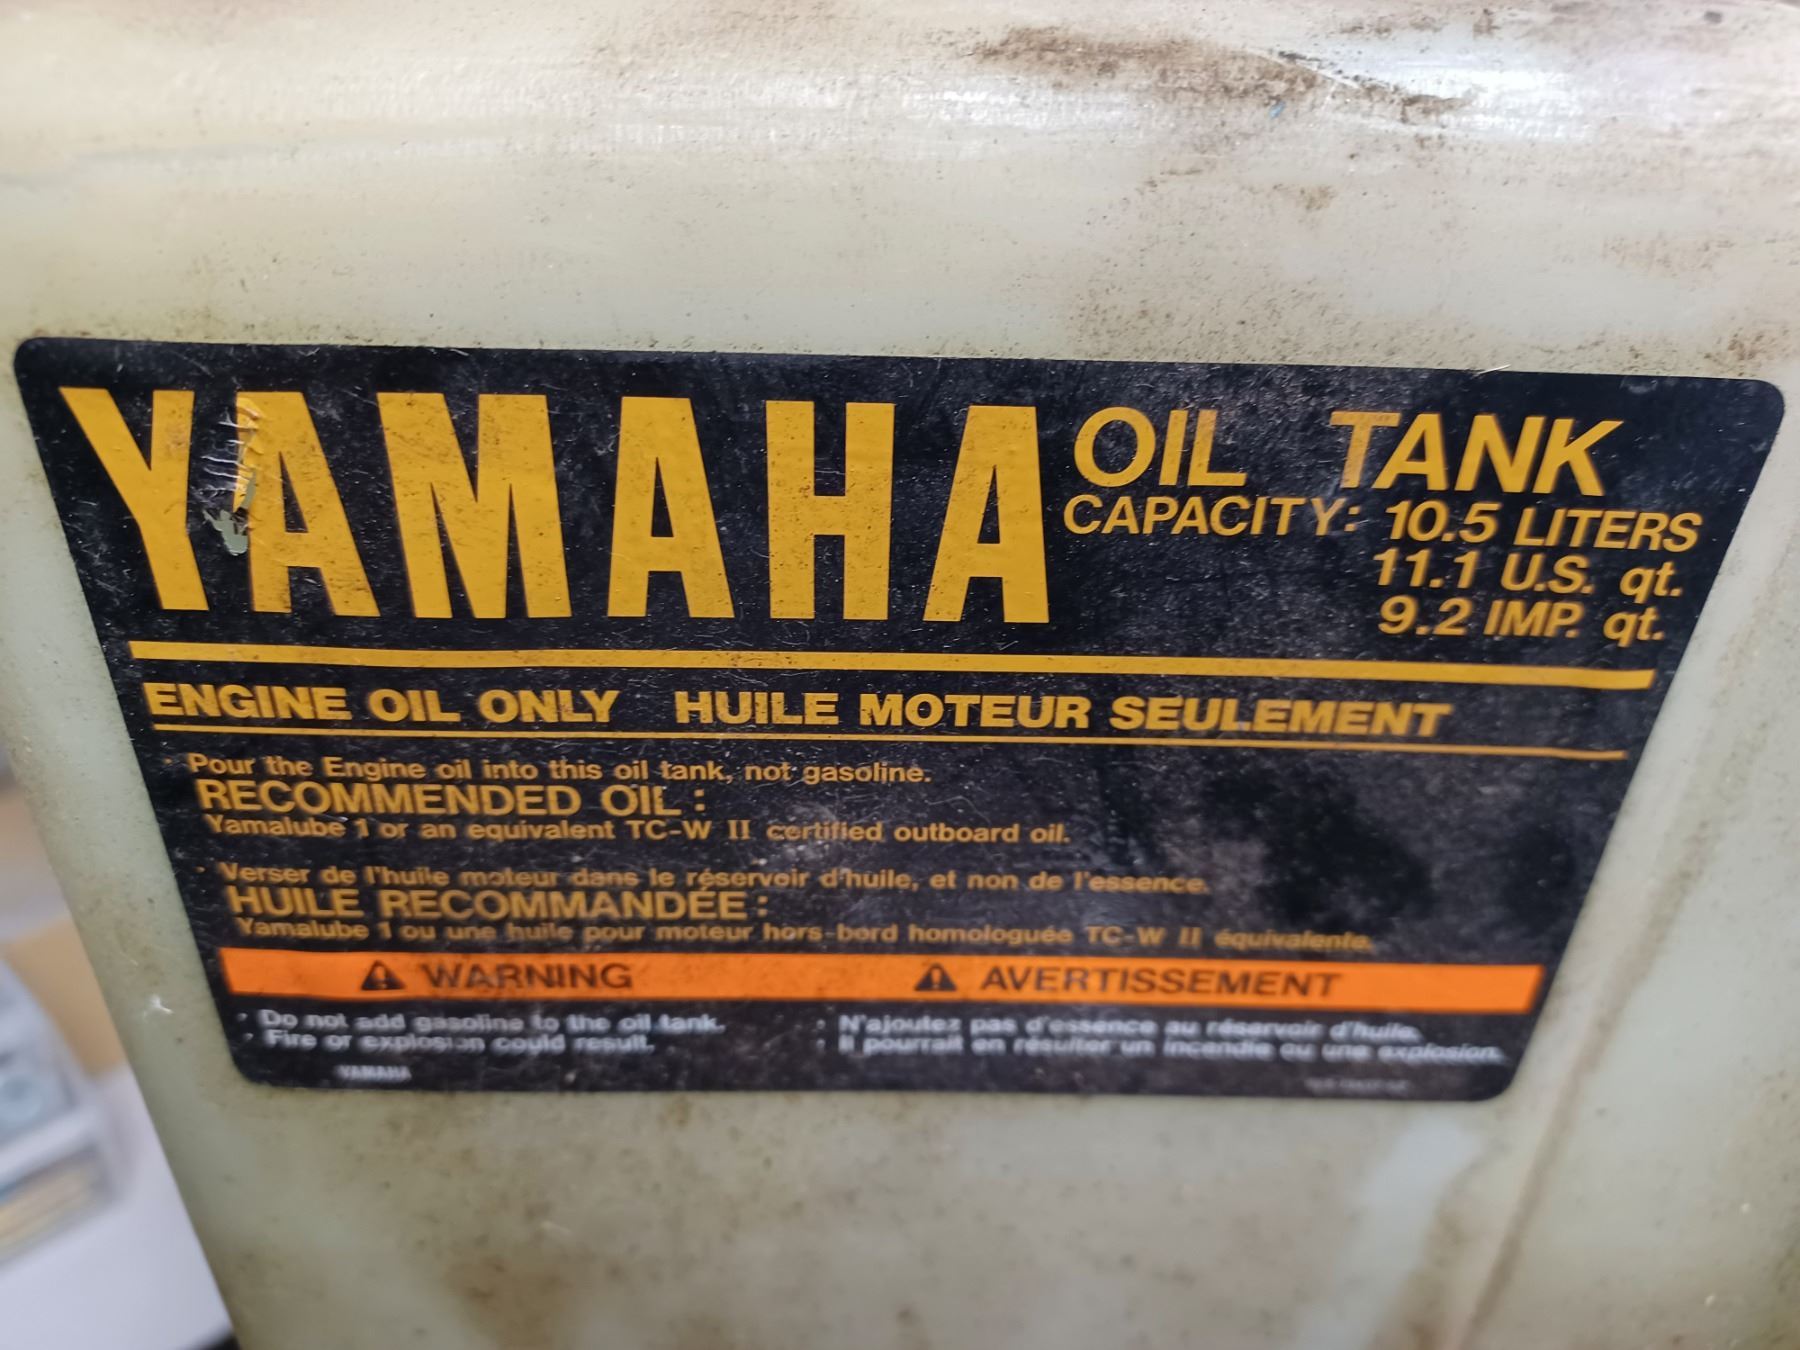 YAMAHA OIL TANK
CAPACITY: 10.5 LITERS
11.1 U.S. qt.
9.2 IMP. qt.
ENGINE OIL ONLY HUILE MOTEUR SEULEMENT
· Pour the Engine oil into this oil tank, not gasoline.
RECOMMENDED OIL :
Yamalube 1 or an equivalent TC-W II certified outboard oil.
· Verser de l'huile moteur dans le réservoir d'huile, et non de l'essence.
HUILE RECOMMANDÉE :
Yamalube 1 ou une huile pour moteur hors-bord homologuée TC-W II équivalente.
⚠ WARNING ⚠ AVERTISSEMENT
· Do not add gasoline to the oil tank.
· Fire or explosion could result.
· N'ajoutez pas d'essence au réservoir d'huile.
· Il pourrait en résulter un incendie ou une explosion.
YAMAHA